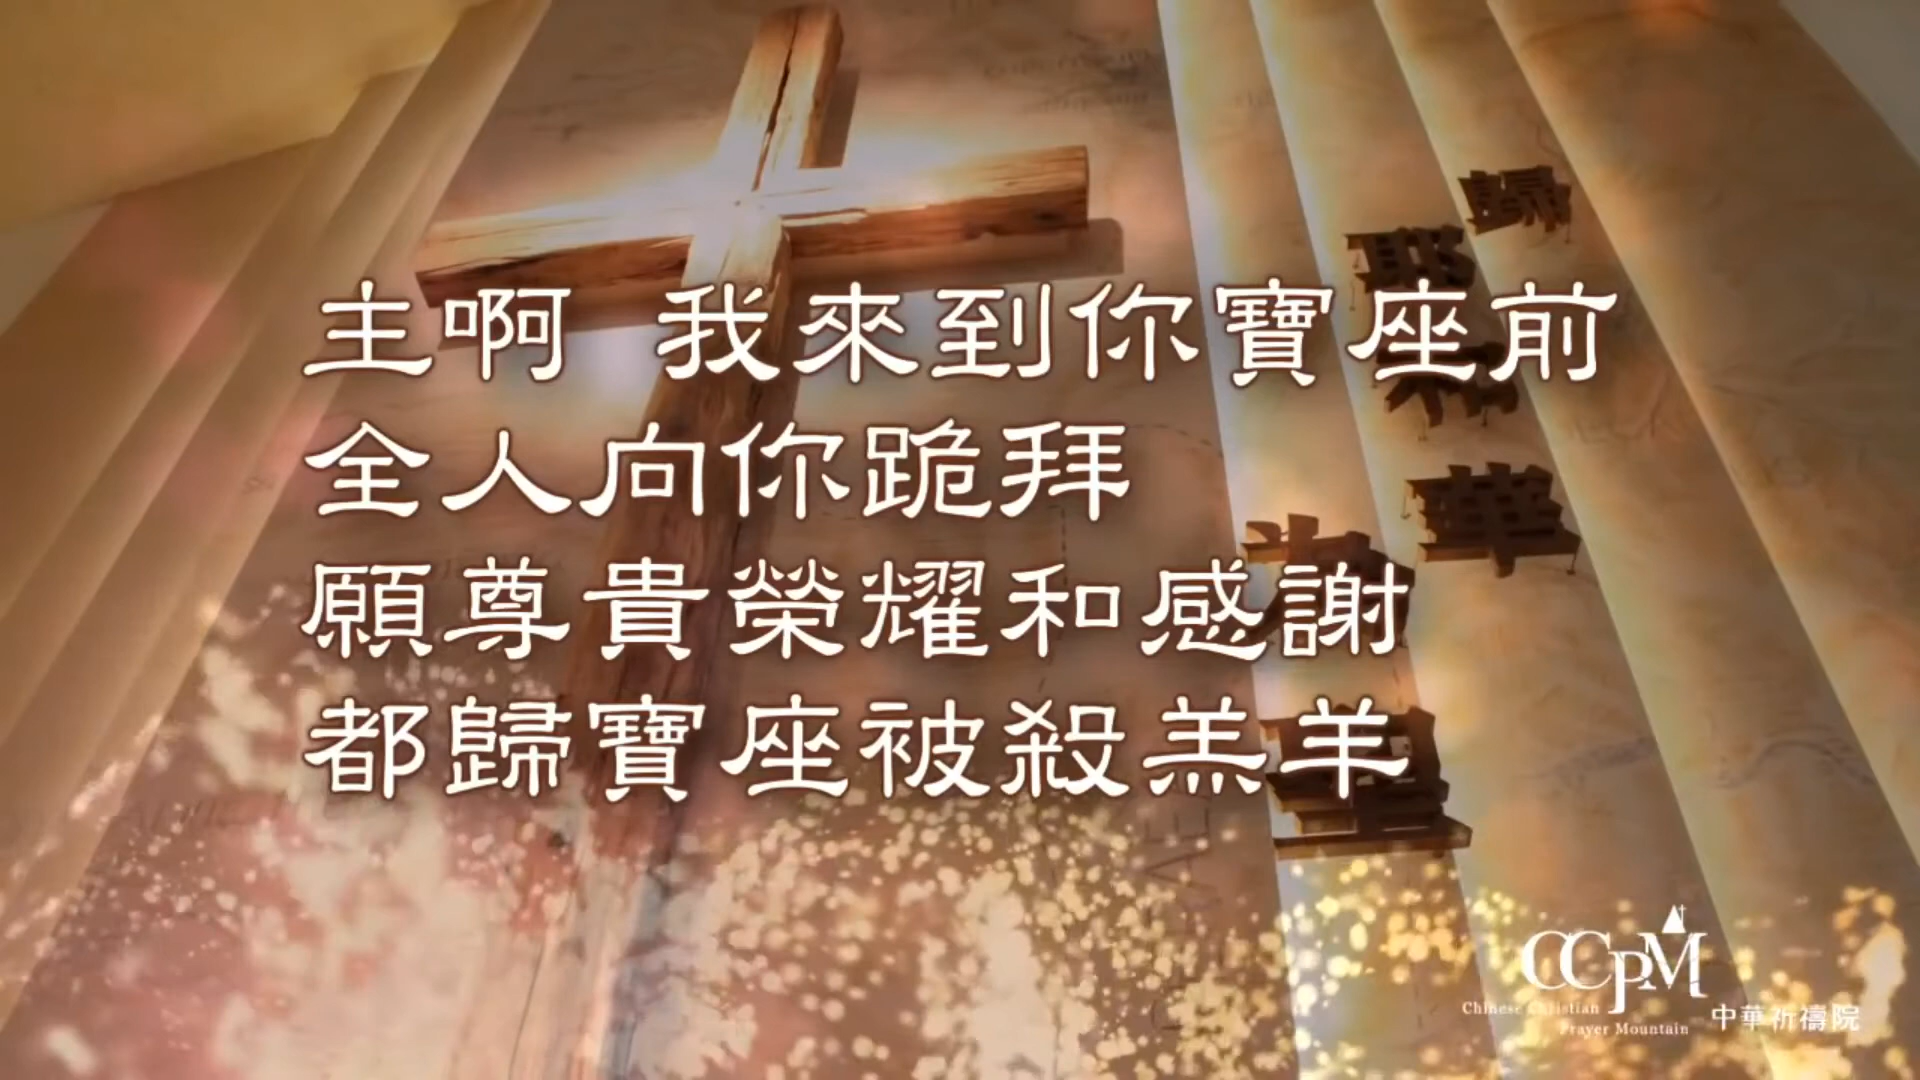 主啊 我來到你寶座前
全人向你跪拜
願尊貴榮耀和感謝
都歸寶座被殺羔羊
歸
耶
和
華
為
聖
CCPM
Chinese Christian
Prayer Mountain
中華祈禱院